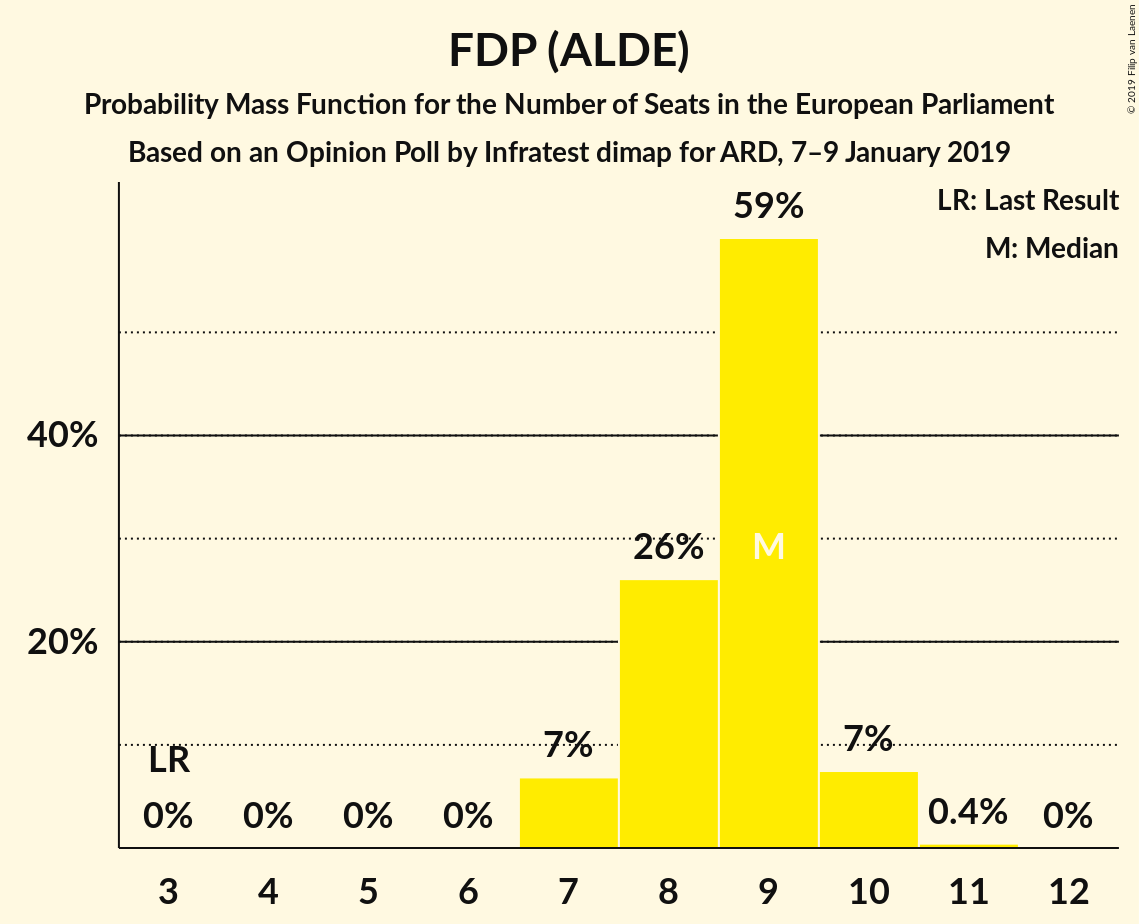 FDP (ALDE)
Probability Mass Function for the Number of Seats in the European Parliament
Based on an Opinion Poll by Infratest dimap for ARD, 7–9 January 2019
© 2019 Filip van Laenen
LR: Last Result
M: Median
59%
40%
26%
M
20%
LR
7%
7%
0%
0%
0%
0%
0.4%
0%
3
4
5
6
7
8
9
10
11
12